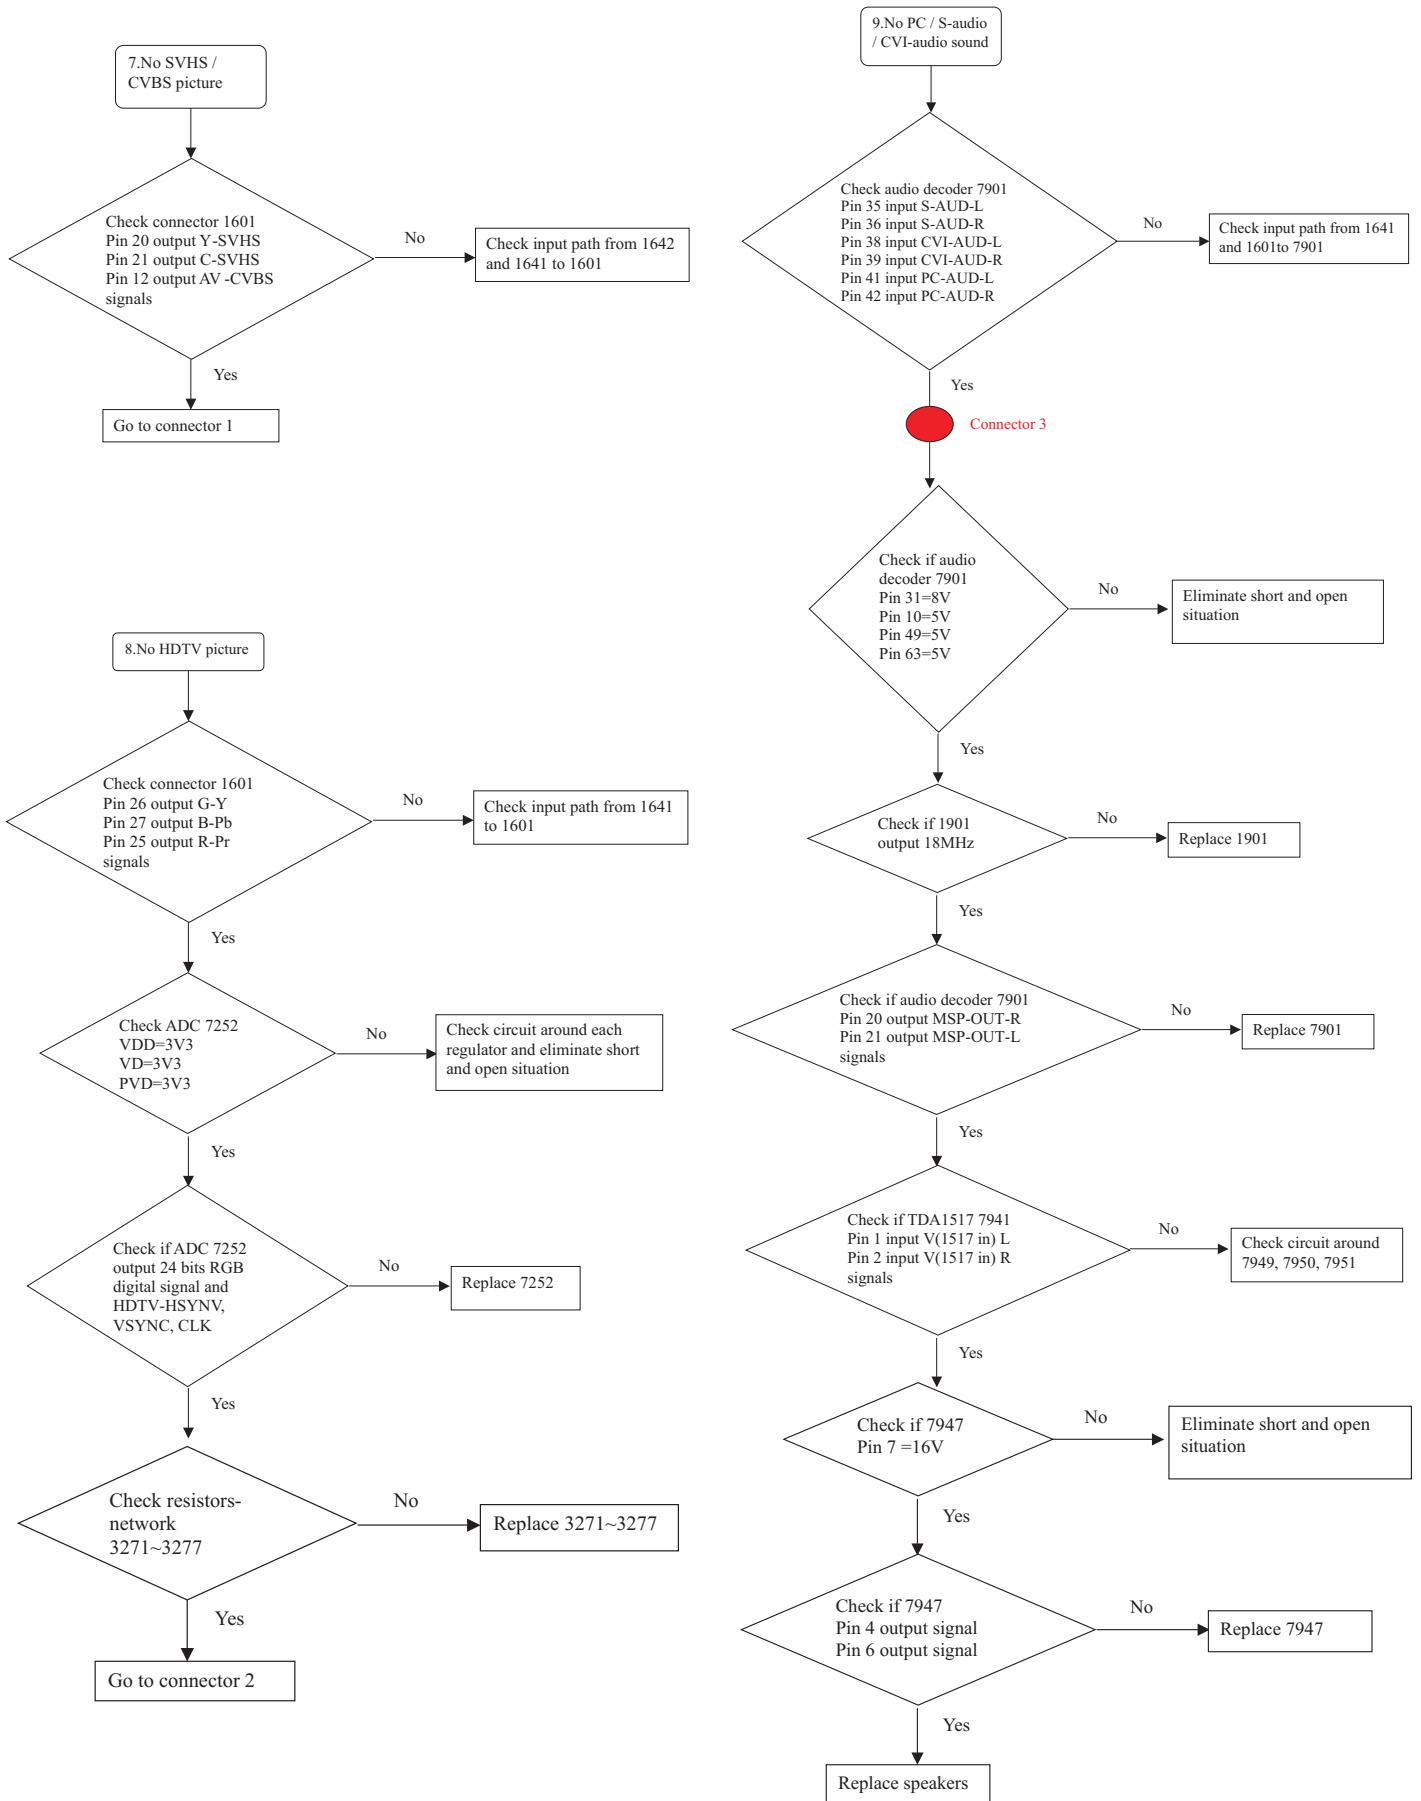 7.No SVHS /
CVBS picture
Check connector 1601
Pin 20 output Y-SVHS
Pin 21 output C-SVHS
Pin 12 output AV -CVBS
signals
No
Check input path from 1642
and 1641 to 1601
Yes
Go to connector 1
8.No HDTV picture
Check connector 1601
Pin 26 output G-Y
Pin 27 output B-Pb
Pin 25 output R-Pr
signals
No
Check input path from 1641
to 1601
Yes
Check ADC 7252
VDD=3V3
VD=3V3
PVD=3V3
No
Check circuit around each
regulator and eliminate short
and open situation
Yes
Check if ADC 7252
output 24 bits RGB
digital signal and
HDTV-HSYNV,
VSYNC, CLK
No
Replace 7252
Yes
Check resistors-
network
3271~3277
No
Replace 3271~3277
Yes
Go to connector 2
9.No PC / S-audio
/ CVI-audio sound
Check audio decoder 7901
Pin 35 input S-AUD-L
Pin 36 input S-AUD-R
Pin 38 input CVI-AUD-L
Pin 39 input CVI-AUD-R
Pin 41 input PC-AUD-L
Pin 42 input PC-AUD-R
No
Check input path from 1641
and 1601to 7901
Yes
Connector 3
Check if audio
decoder 7901
Pin 31=8V
Pin 10=5V
Pin 49=5V
Pin 63=5V
No
Eliminate short and open
situation
Yes
Check if 1901
output 18MHz
No
Replace 1901
Yes
Check if audio decoder 7901
Pin 20 output MSP-OUT-R
Pin 21 output MSP-OUT-L
signals
No
Replace 7901
Yes
Check if TDA1517 7941
Pin 1 input V(1517 in) L
Pin 2 input V(1517 in) R
signals
No
Check circuit around
7949, 7950, 7951
Yes
Check if 7947
Pin 7 =16V
No
Eliminate short and open
situation
Yes
Check if 7947
Pin 4 output signal
Pin 6 output signal
No
Replace 7947
Yes
Replace speakers